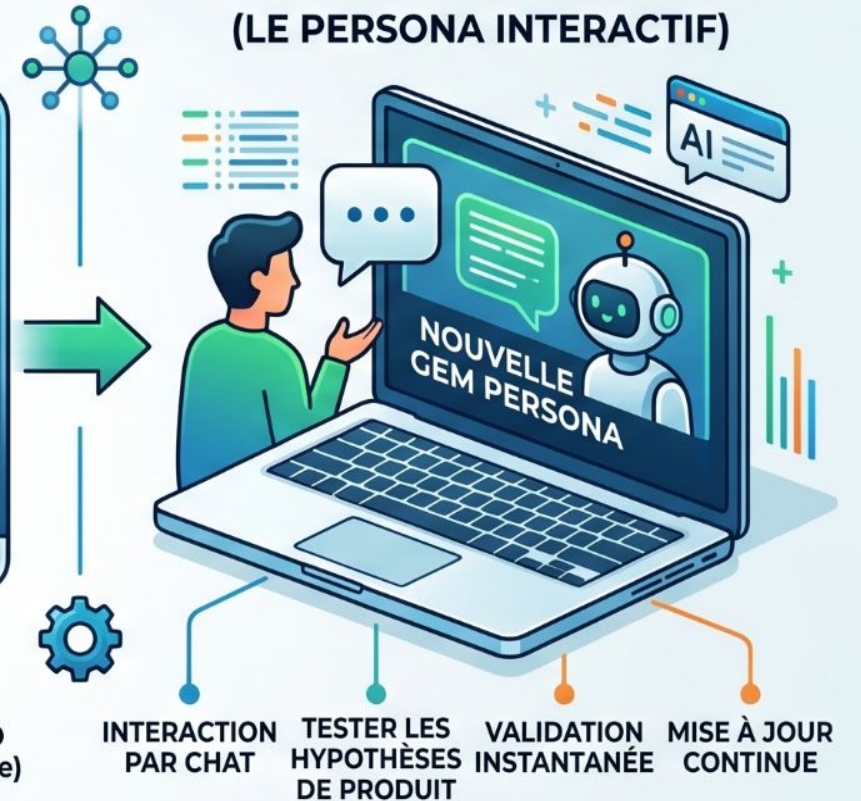 (LE PERSONA INTERACTIF)
AI
NOUVELLE
GEM PERSONA
INTERACTION
PAR CHAT
TESTER LES
HYPOTHÈSES
DE PRODUIT
VALIDATION
INSTANTANÉE
MISE À JOUR
CONTINUE